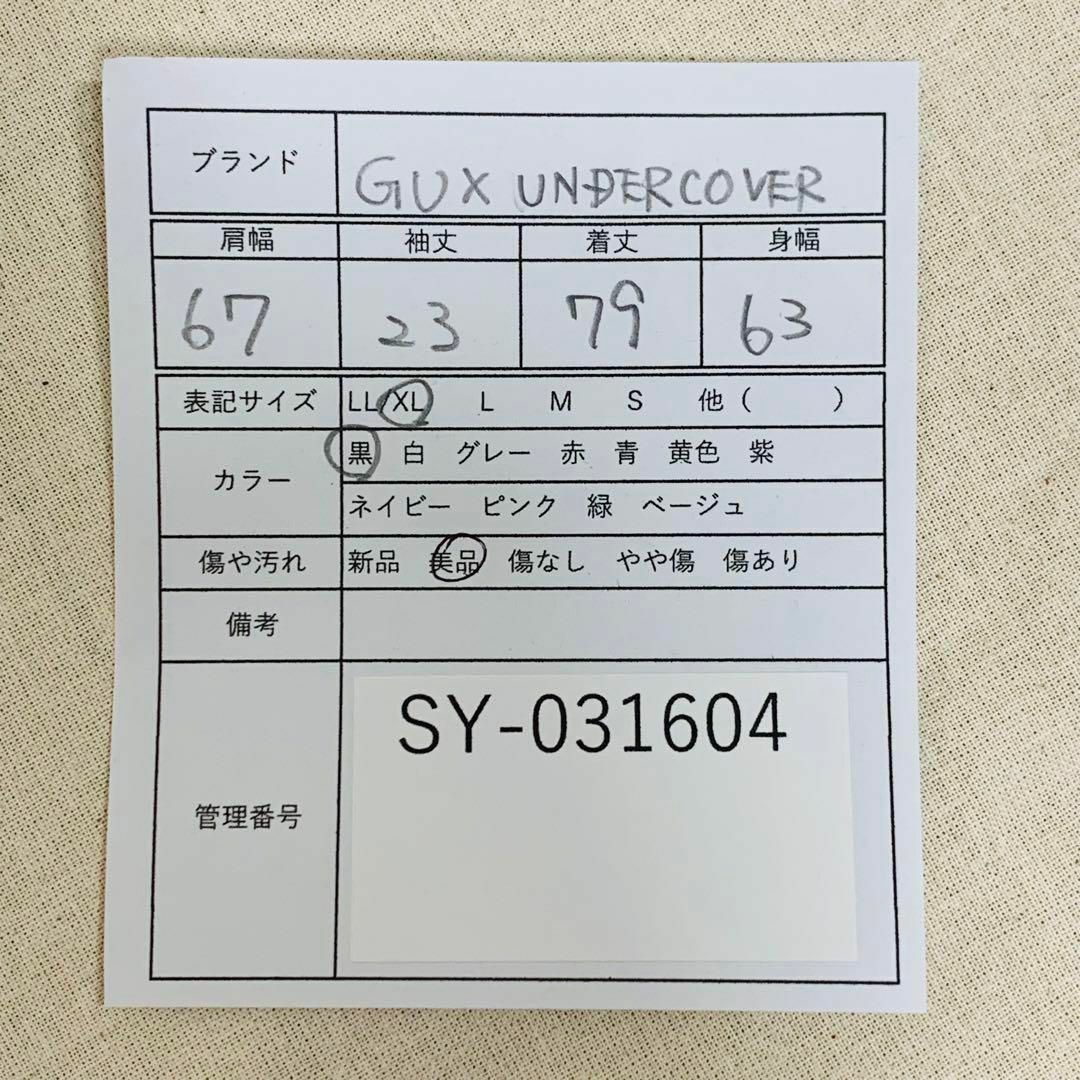 ブランド GUX UNDERCOVER
肩幅 袖丈 着丈 身幅
67 23 79 63
表記サイズ LL/XL L M S 他( )
カラー 黒 白 グレー 赤 青 黄色 紫
ネイビー ピンク 緑 ベージュ
傷や汚れ 新品 美品 傷なし やや傷 傷あり
備考
管理番号 SY-031604